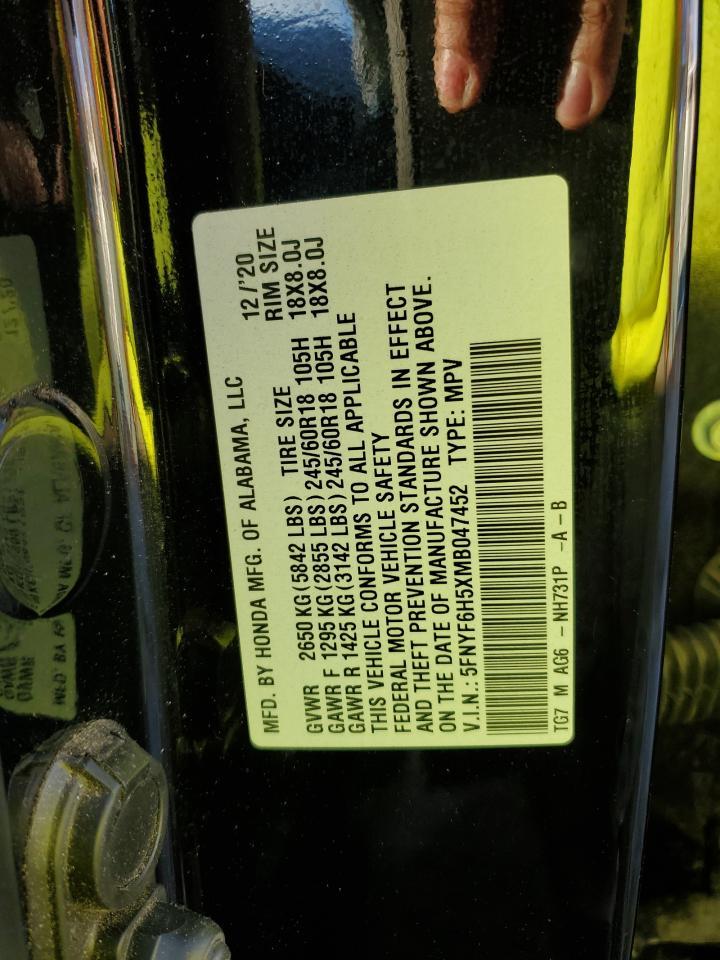 MFD. BY HONDA MFG. OF ALABAMA, LLC 12/'20
TIRE SIZE RIM SIZE
GVWR 2650 KG(5842 LBS)
GAWR F 1295 KG(2855 LBS)245/60R18 105H 18X8.0J
GAWR R 1425 KG(3142 LBS)245/60R18 105H 18X8.0J
THIS VEHICLE CONFORMS TO ALL APPLICABLE
FEDERAL MOTOR VEHICLE SAFETY
AND THEFT PREVENTION STANDARDS IN EFFECT
ON THE DATE OF MANUFACTURE SHOWN ABOVE.
V.I.N.: 5FNYF6H5XMB047452 TYPE: MPV
TG7 M AG6 - NH731P -A-B